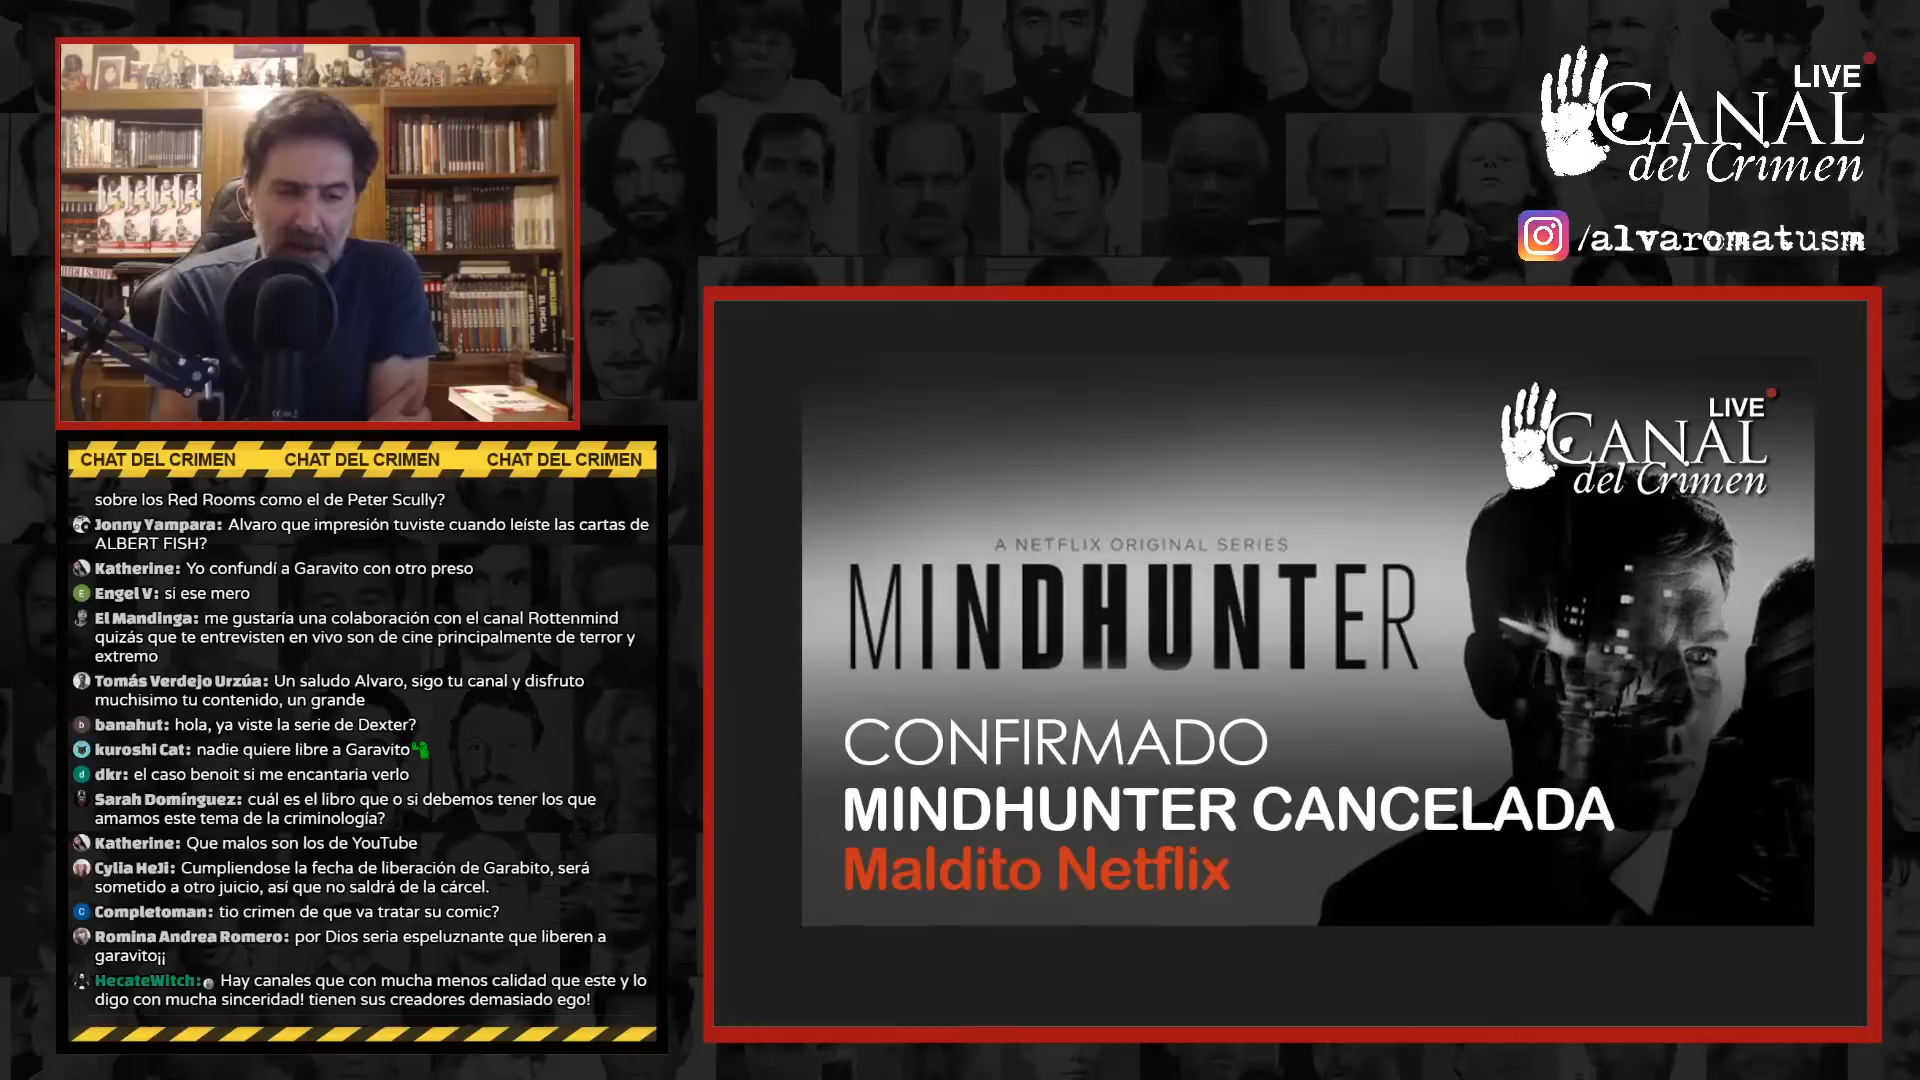 LIVE
CANAL
del Crimen
/alvaromatusm
CHAT DEL CRIMEN CHAT DEL CRIMEN CHAT DEL CRIMEN
sobre los Red Rooms como el de Peter Scully?
Jonny Yampara: Alvaro que impresión tuviste cuando leíste las cartas de
ALBERT FISH?
Katherine: Yo confundí a Garavito con otro preso
Engel V: si ese mero
El Mandinga: me gustaría una colaboración con el canal Rottenmind
quizás que te entrevisten en vivo son de cine principalmente de terror y
extremo
Tomás Verdejo Urzúa: Un saludo Alvaro, sigo tu canal y disfruto
muchisimo tu contenido, un grande
banahut: hola, ya viste la serie de Dexter?
kuroshi Cat: nadie quiere libre a Garavito
dkr: el caso benoit si me encantaria verlo
Sarah Domínguez: cuál es el libro que o si debemos tener los que
amamos este tema de la criminología?
Katherine: Que malos son los de YouTube
Cylia HeJi: Cumpliendose la fecha de liberación de Garabito, será
sometido a otro juicio, así que no saldrá de la cárcel.
Completoman: tio crimen de que va tratar su comic?
Romina Andrea Romero: por Dios seria espeluznante que liberen a
garavito¡¡
HecateWitch: Hay canales que con mucha menos calidad que este y lo
digo con mucha sinceridad! tienen sus creadores demasiado ego!
LIVE
CANAL
del Crimen
A NETFLIX ORIGINAL SERIES
MINDHUNTER
CONFIRMADO
MINDHUNTER CANCELADA
Maldito Netflix